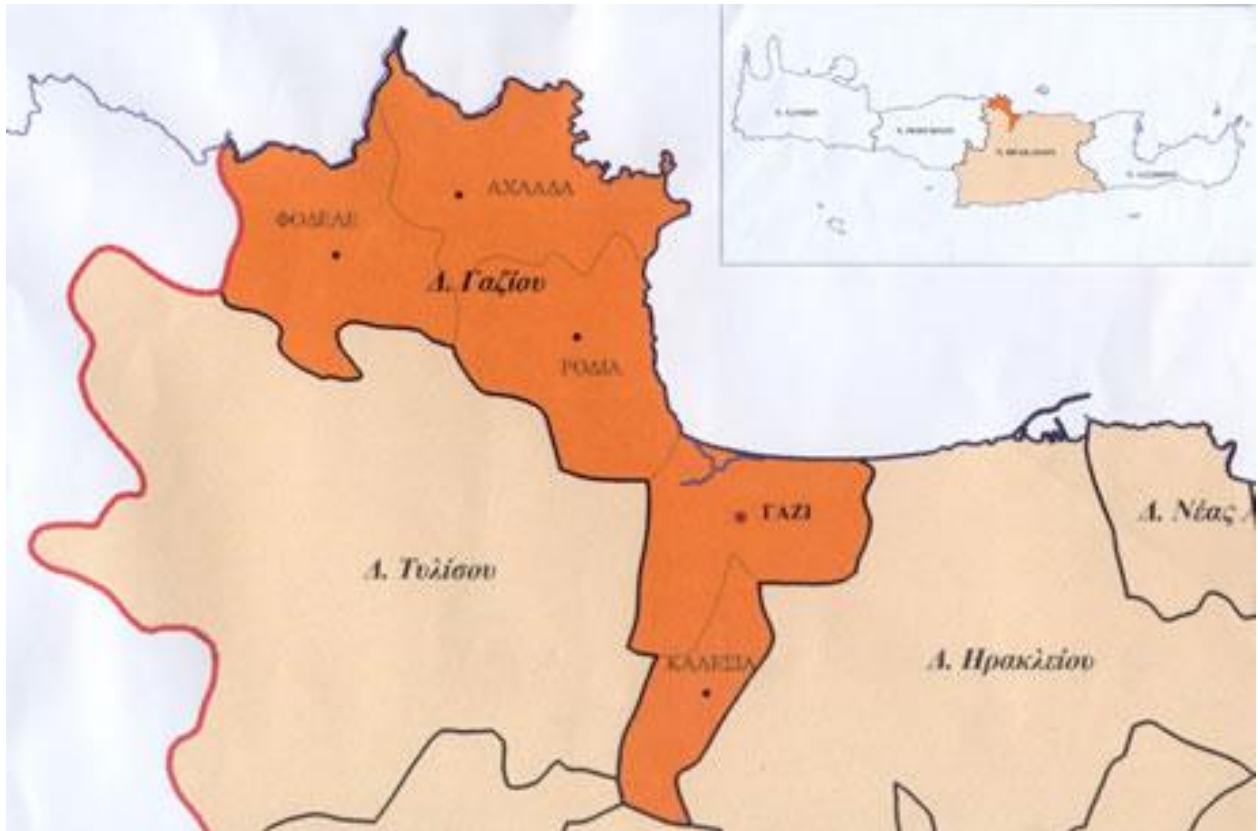 ΑΧΛΑΔΑ
ΦΟΔΕΛΕ
Δ. Γαζίου
ΡΟΔΙΑ
ΓΑΖΙ
Δ. Νέας
Δ. Τυλίσου
ΚΑΛΕΣΙΑ
Δ. Ηρακλείου